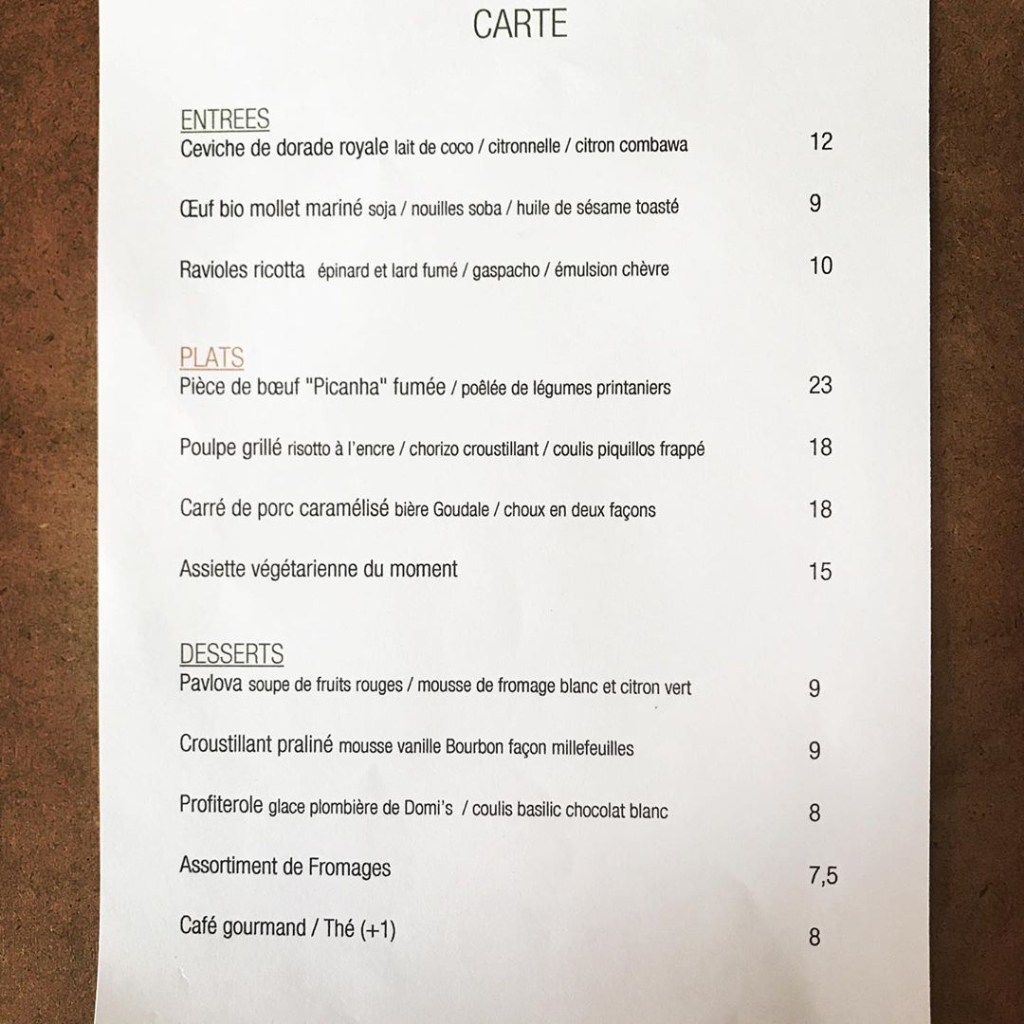 CARTE
ENTREES
Ceviche de dorade royale lait de coco / citronnelle / citron combawa 12
Œuf bio mollet mariné soja / nouilles soba / huile de sésame toasté 9
Ravioles ricotta épinard et lard fumé / gaspacho / émulsion chèvre 10
PLATS
Pièce de bœuf "Picanha" fumée / poêlée de légumes printaniers 23
Poulpe grillé risotto à l'encre / chorizo croustillant / coulis piquillos frappé 18
Carré de porc caramélisé bière Goudale / choux en deux façons 18
Assiette végétarienne du moment 15
DESSERTS
Pavlova soupe de fruits rouges / mousse de fromage blanc et citron vert 9
Croustillant praliné mousse vanille Bourbon façon millefeuilles 9
Profiterole glace plombière de Domi's / coulis basilic chocolat blanc 8
Assortiment de Fromages 7,5
Café gourmand / Thé (+1) 8